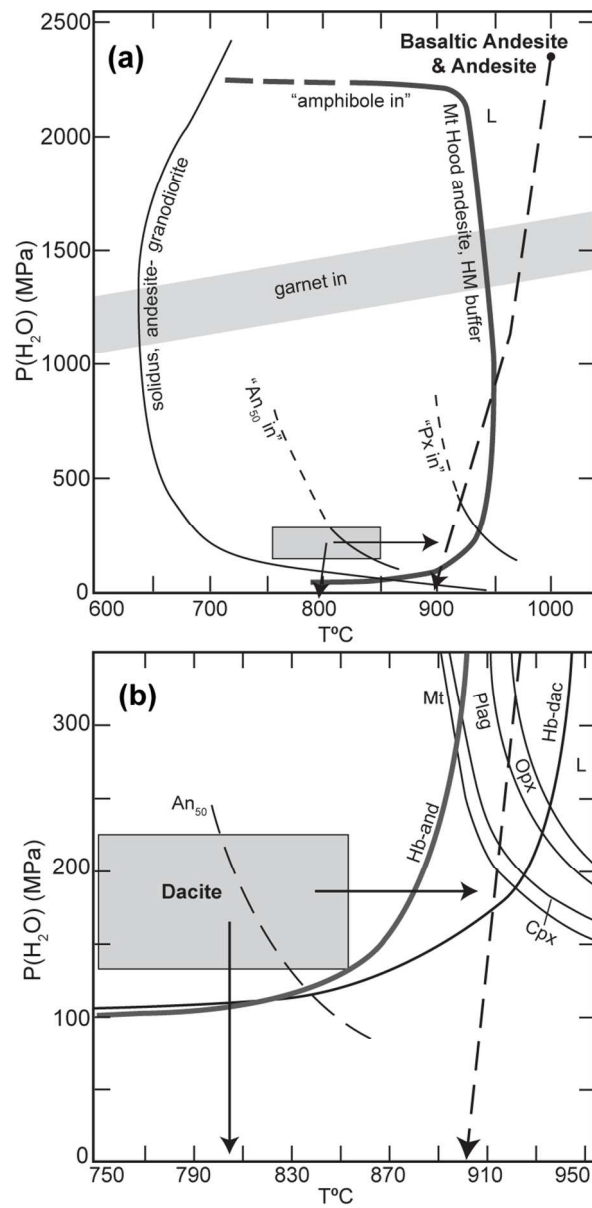 (a)
Basaltic Andesite
& Andesite
2500
2000
1500
1000
500
0
P(H₂O) (MPa)
"amphibole in"
L
Mt Hood andesite, HM buffer
solidus, andesite- granodiorite
garnet in
"An₅₀ in"
"Px in"
600
700
800
900
1000
TºC
(b)
300
200
100
0
P(H₂O) (MPa)
Mt
Plag
Opx
Hb-dac
L
An₅₀
Hb-and
Dacite
Cpx
750
790
830
870
910
950
TºC